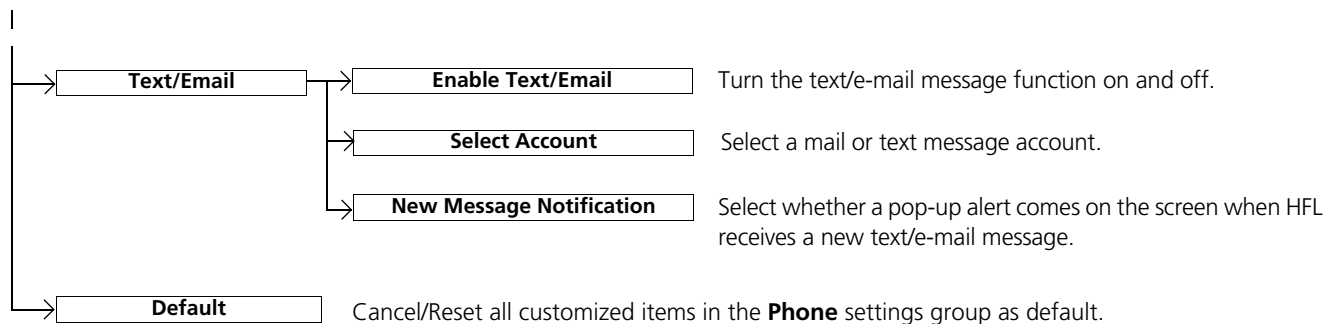 Text/Email
Enable Text/Email
Turn the text/e-mail message function on and off.
Select Account
Select a mail or text message account.
New Message Notification
Select whether a pop-up alert comes on the screen when HFL
receives a new text/e-mail message.
Default
Cancel/Reset all customized items in the Phone settings group as default.